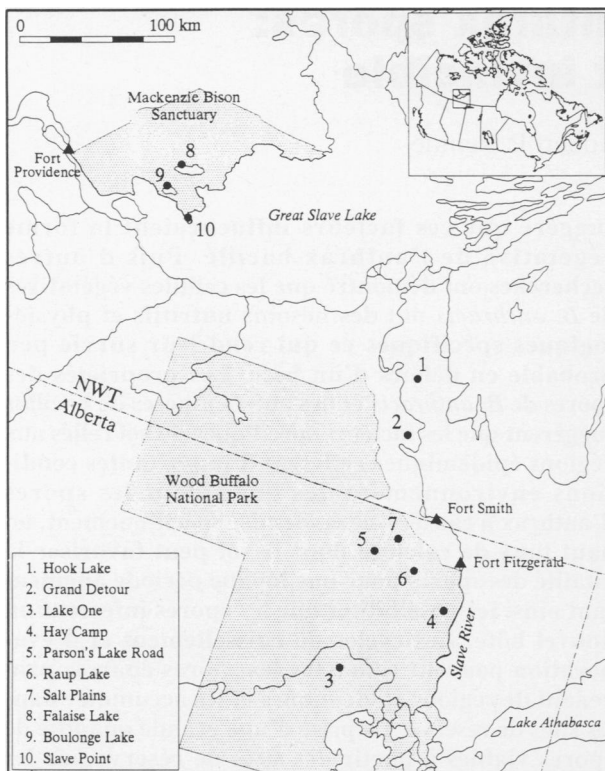 0 100 km
Mackenzie Bison
Sanctuary
Fort
Providence
8
9
10
Great Slave Lake
1
NWT
Alberta
2
Wood Buffalo
National Park
Fort Smith
7
5
6
Fort Fitzgerald
4
Slave River
3
Lake Athabasca
1. Hook Lake
2. Grand Detour
3. Lake One
4. Hay Camp
5. Parson's Lake Road
6. Raup Lake
7. Salt Plains
8. Falaise Lake
9. Boulonge Lake
10. Slave Point